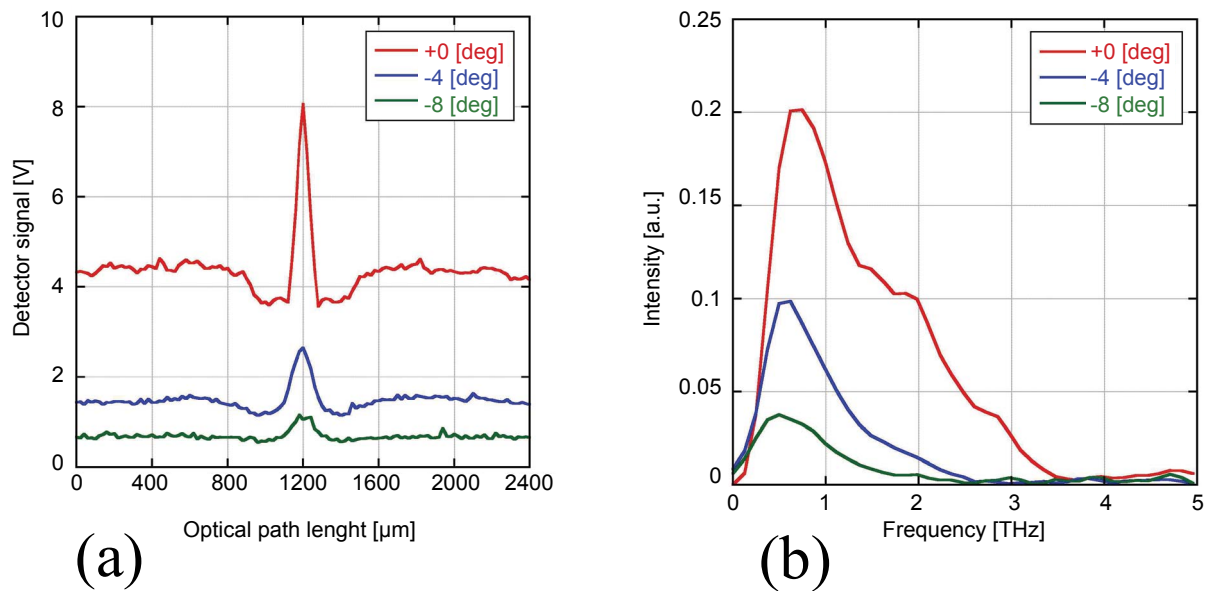 10
8
6
4
2
0
Detector signal [V]
+0 [deg]
-4 [deg]
-8 [deg]
0 400 800 1200 1600 2000 2400
Optical path lenght [µm]
(a)
0.25
0.2
0.15
0.1
0.05
0
Intensity [a.u.]
+0 [deg]
-4 [deg]
-8 [deg]
0 1 2 3 4 5
Frequency [THz]
(b)